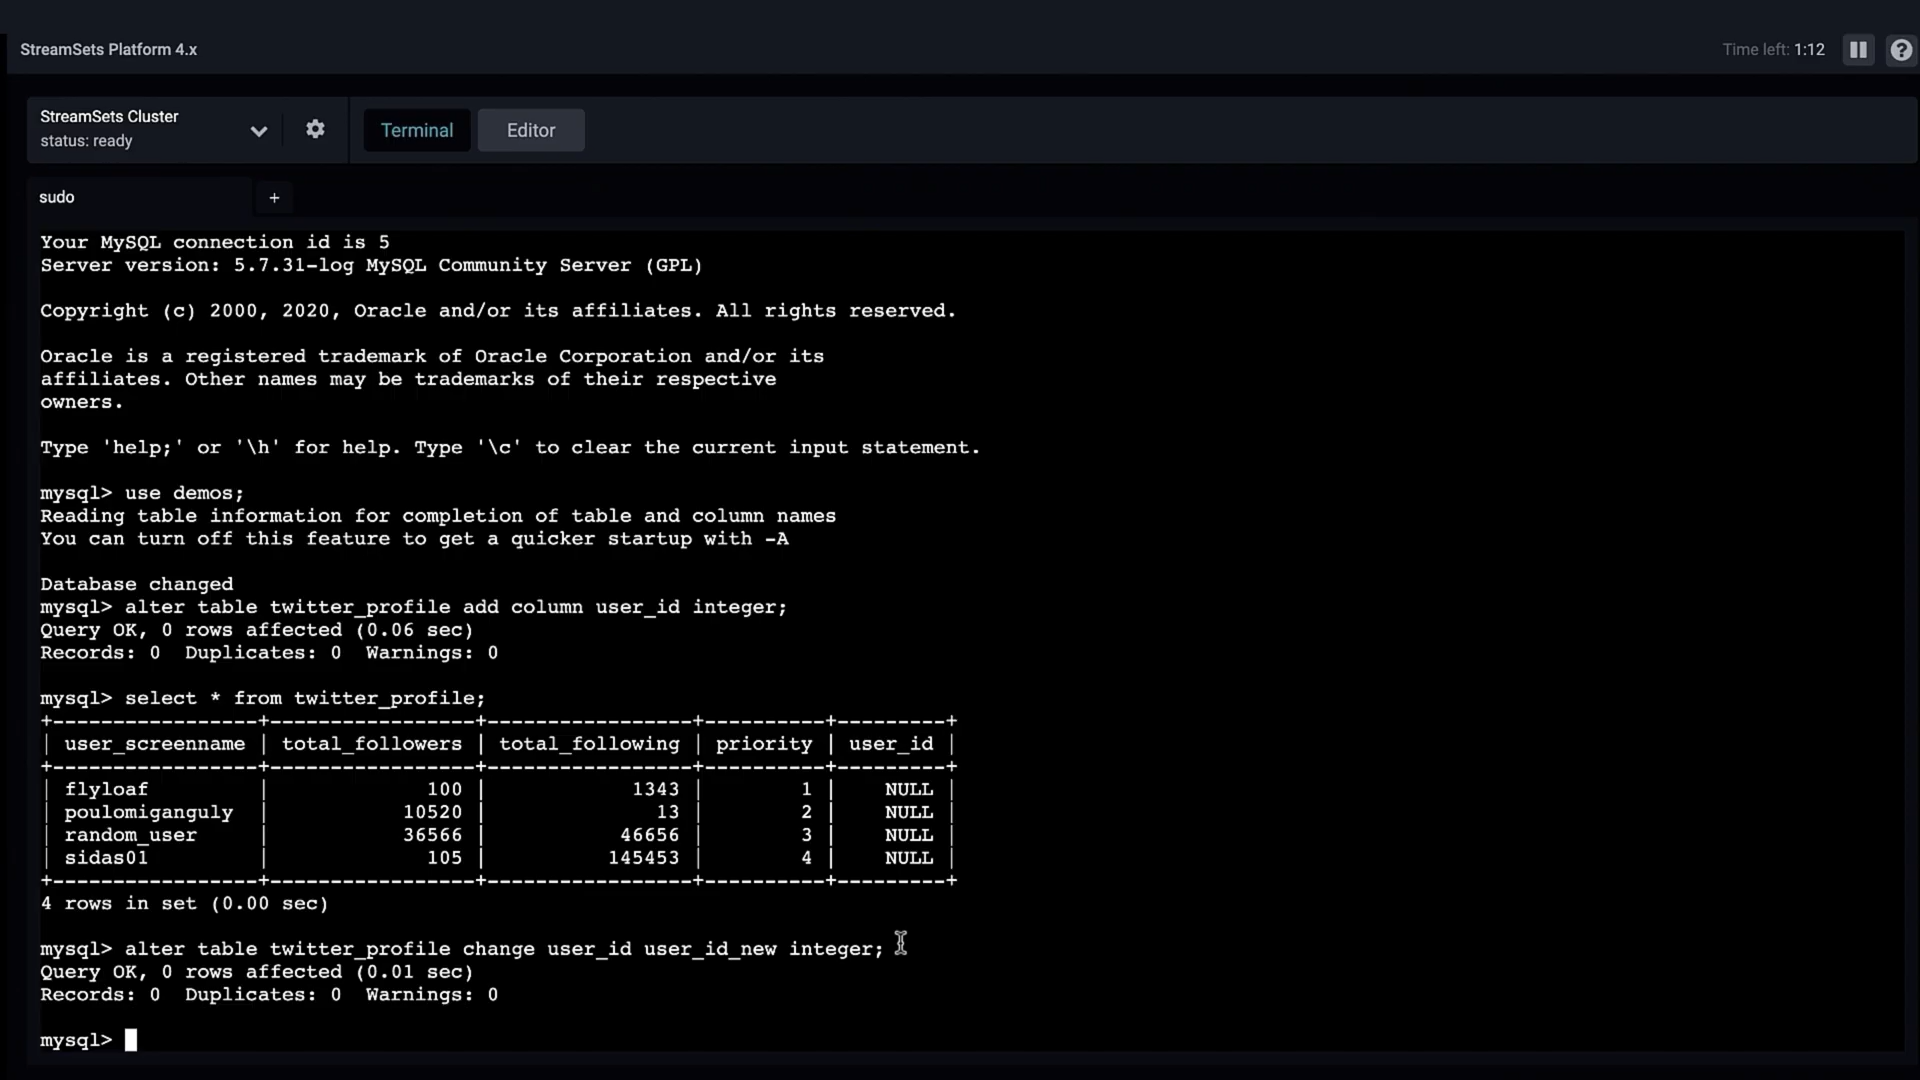 StreamSets Platform 4.x
Time left: 1:12
StreamSets Cluster
status: ready
Terminal
Editor
sudo
+
Your MySQL connection id is 5
Server version: 5.7.31-log MySQL Community Server (GPL)
Copyright (c) 2000, 2020, Oracle and/or its affiliates. All rights reserved.
Oracle is a registered trademark of Oracle Corporation and/or its
affiliates. Other names may be trademarks of their respective
owners.
Type 'help;' or '\h' for help. Type '\c' to clear the current input statement.
mysql> use demos;
Reading table information for completion of table and column names
You can turn off this feature to get a quicker startup with -A
Database changed
mysql> alter table twitter_profile add column user_id integer;
Query OK, 0 rows affected (0.06 sec)
Records: 0  Duplicates: 0  Warnings: 0
mysql> select * from twitter_profile;
+-----------------+-----------------+-----------------+----------+---------+
| user_screenname | total_followers | total_following | priority | user_id |
+-----------------+-----------------+-----------------+----------+---------+
| flyloaf         |             100 |            1343 |        1 |    NULL |
| poulomiganguly  |           10520 |              13 |        2 |    NULL |
| random_user     |           36566 |           46656 |        3 |    NULL |
| sidas01         |             105 |          145453 |        4 |    NULL |
+-----------------+-----------------+-----------------+----------+---------+
4 rows in set (0.00 sec)
mysql> alter table twitter_profile change user_id user_id_new integer;
Query OK, 0 rows affected (0.01 sec)
Records: 0  Duplicates: 0  Warnings: 0
mysql>